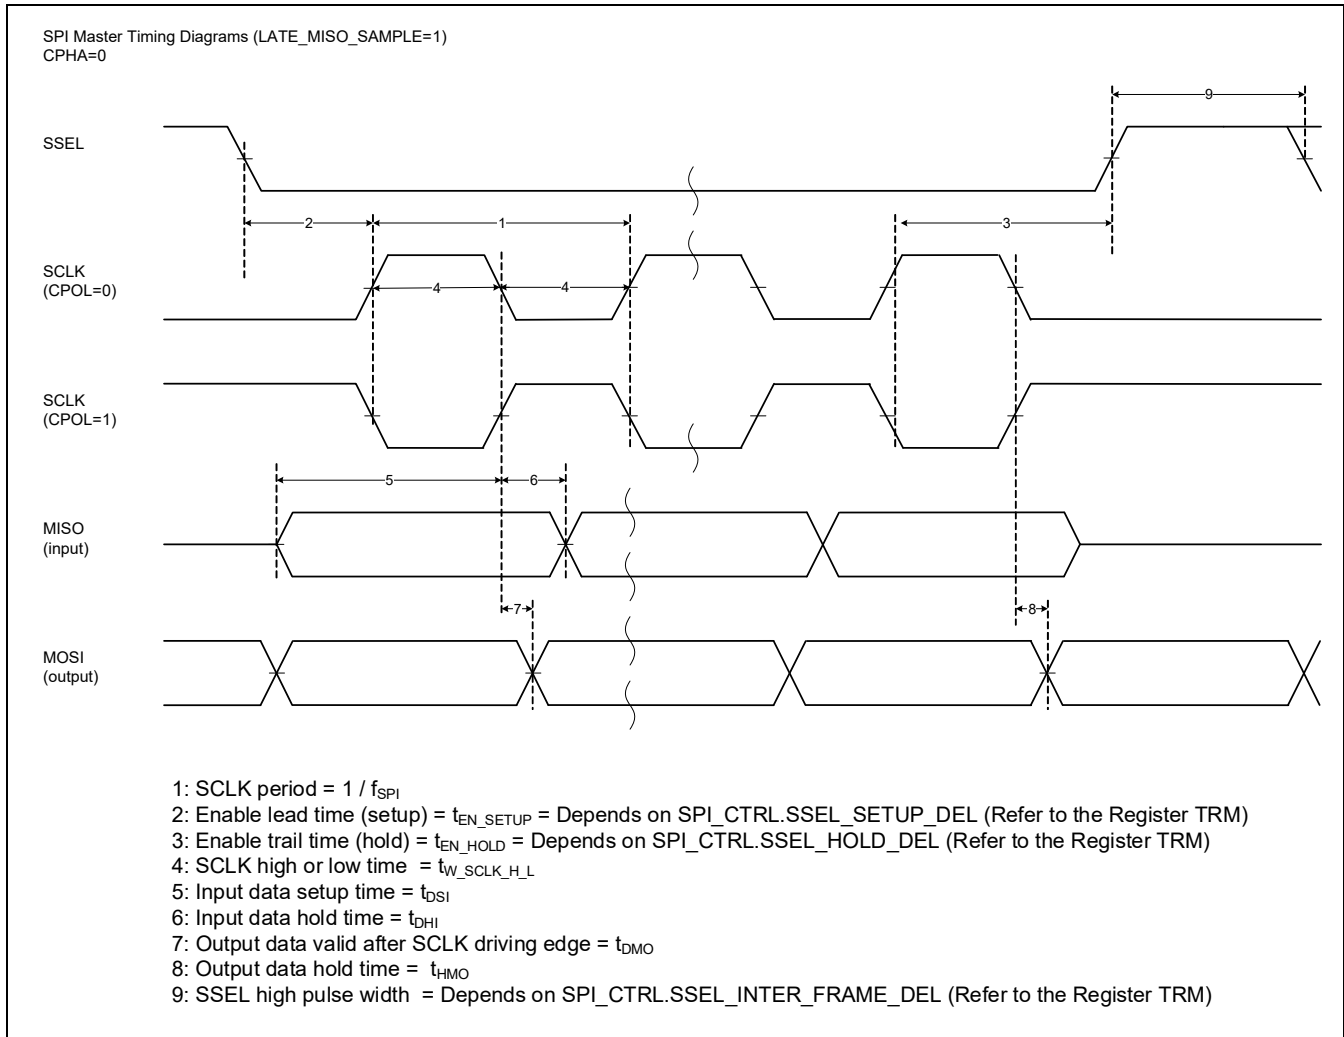 SPI Master Timing Diagrams (LATE_MISO_SAMPLE=1)
CPHA=0
9
SSEL
2
1
3
SCLK
(CPOL=0)
4
4
SCLK
(CPOL=1)
5
6
MISO
(input)
7
8
MOSI
(output)
1: SCLK period = 1 / fSPI
2: Enable lead time (setup) = tEN_SETUP = Depends on SPI_CTRL.SSEL_SETUP_DEL (Refer to the Register TRM)
3: Enable trail time (hold) = tEN_HOLD = Depends on SPI_CTRL.SSEL_HOLD_DEL (Refer to the Register TRM)
4: SCLK high or low time = tW_SCLK_H_L
5: Input data setup time = tDSI
6: Input data hold time = tDHI
7: Output data valid after SCLK driving edge = tDMO
8: Output data hold time = tHMO
9: SSEL high pulse width = Depends on SPI_CTRL.SSEL_INTER_FRAME_DEL (Refer to the Register TRM)